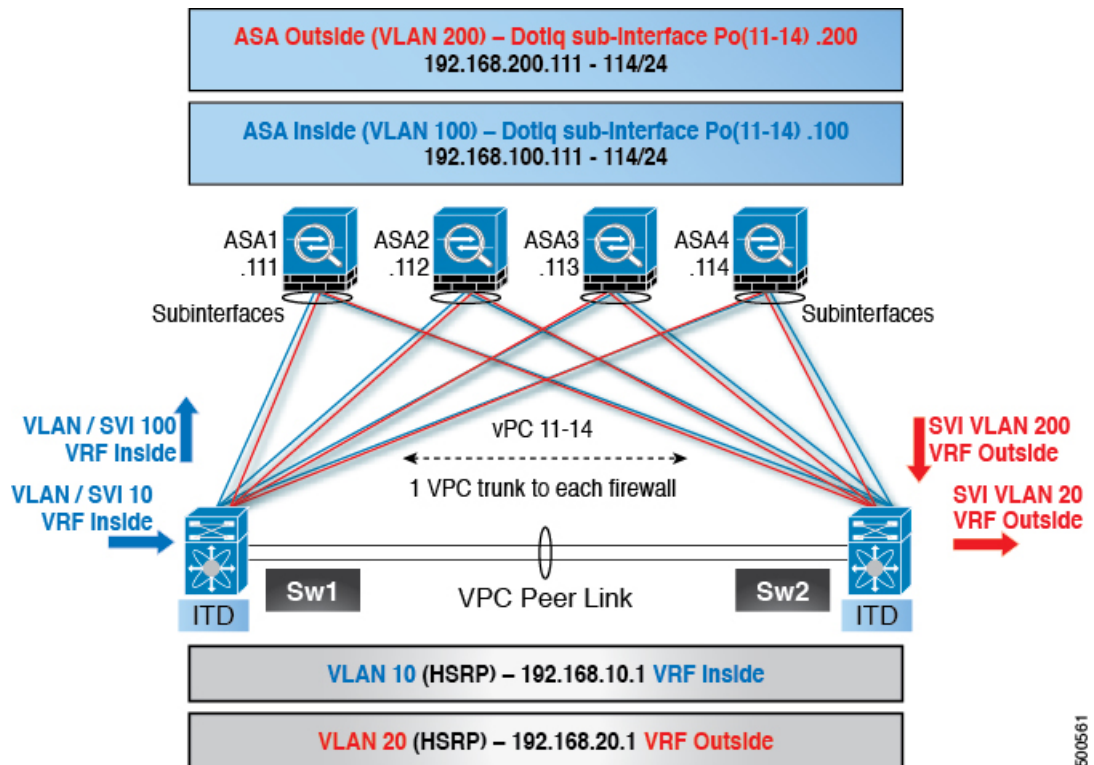 ASA Outside (VLAN 200) – Dotlq sub-Interface Po(11-14) .200
192.168.200.111 - 114/24
ASA Inside (VLAN 100) – Dotlq sub-Interface Po(11-14) .100
192.168.100.111 - 114/24
ASA1
.111
ASA2
.112
ASA3
.113
ASA4
.114
Subinterfaces
Subinterfaces
VLAN / SVI 100
VRF Inside
vPC 11-14
SVI VLAN 200
VRF Outside
VLAN / SVI 10
VRF Inside
1 VPC trunk to each firewall
SVI VLAN 20
VRF Outside
Sw1
VPC Peer Link
Sw2
ITD
ITD
VLAN 10 (HSRP) – 192.168.10.1 VRF Inside
VLAN 20 (HSRP) – 192.168.20.1 VRF Outside
500561